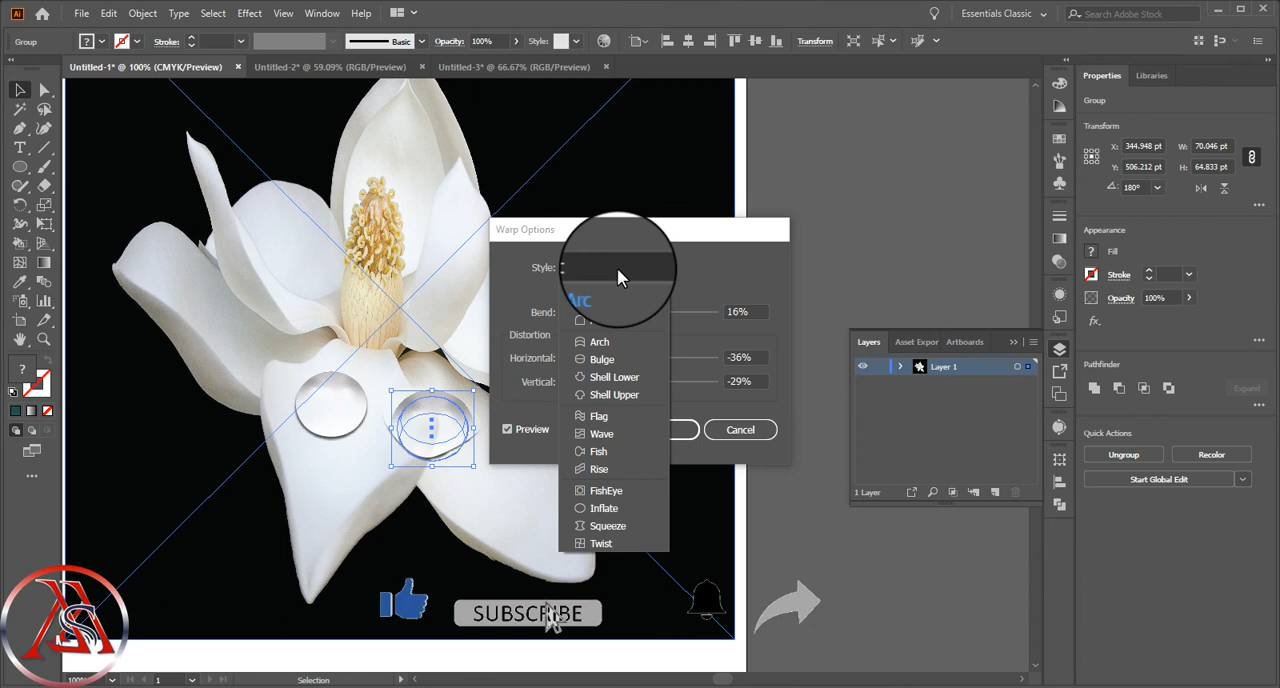 Ai File Edit Object Type Select Effect View Window Help Essentials Classic Search Adobe Stock
Group ? Stroke: Basic Opacity: 100% Style: Transform
Untitled-1* @ 100% (CMYK/Preview) × Untitled-2* @ 59.09% (RGB/Preview) × Untitled-3* @ 66.67% (RGB/Preview) ×
Properties Libraries
Group
Transform
X: 344.948 pt W: 70.046 pt
Y: 506.212 pt H: 64.833 pt
180°
Appearance
? Fill
Stroke
Opacity 100%
fx.
Pathfinder
Expand
Quick Actions
Ungroup Recolor
Start Global Edit
Warp Options
Style:
Arc
Arch
Bulge
Shell Lower
Shell Upper
Flag
Wave
Fish
Rise
FishEye
Inflate
Squeeze
Twist
Bend: 16%
Distortion
Horizontal: -36%
Vertical: -29%
Preview Cancel
Layers Asset Expor Artboards
Layer 1
1 Layer
?
SUBSCRIBE
AS
100% 1 Selection